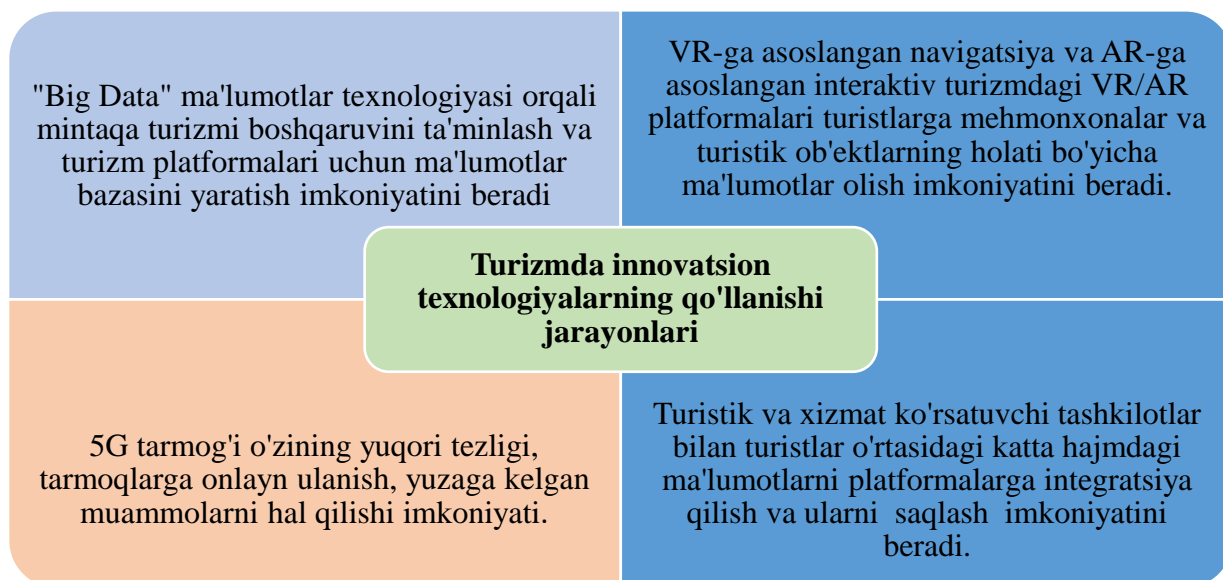 "Big Data" ma'lumotlar texnologiyasi orqali
mintaqa turizmi boshqaruvini ta'minlash va
turizm platformalari uchun ma'lumotlar
bazasini yaratish imkoniyatini beradi
VR-ga asoslangan navigatsiya va AR-ga
asoslangan interaktiv turizmdagi VR/AR
platformalari turistlarga mehmonxonalar va
turistik ob'ektlarning holati bo'yicha
ma'lumotlar olish imkoniyatini beradi.
Turizmda innovatsion
texnologiyalarning qo'llanishi
jarayonlari
5G tarmog'i o'zining yuqori tezligi,
tarmoqlarga onlayn ulanish, yuzaga kelgan
muammolarni hal qilishi imkoniyati.
Turistik va xizmat ko'rsatuvchi tashkilotlar
bilan turistlar o'rtasidagi katta hajmdagi
ma'lumotlarni platformalarga integratsiya
qilish va ularni saqlash imkoniyatini
beradi.